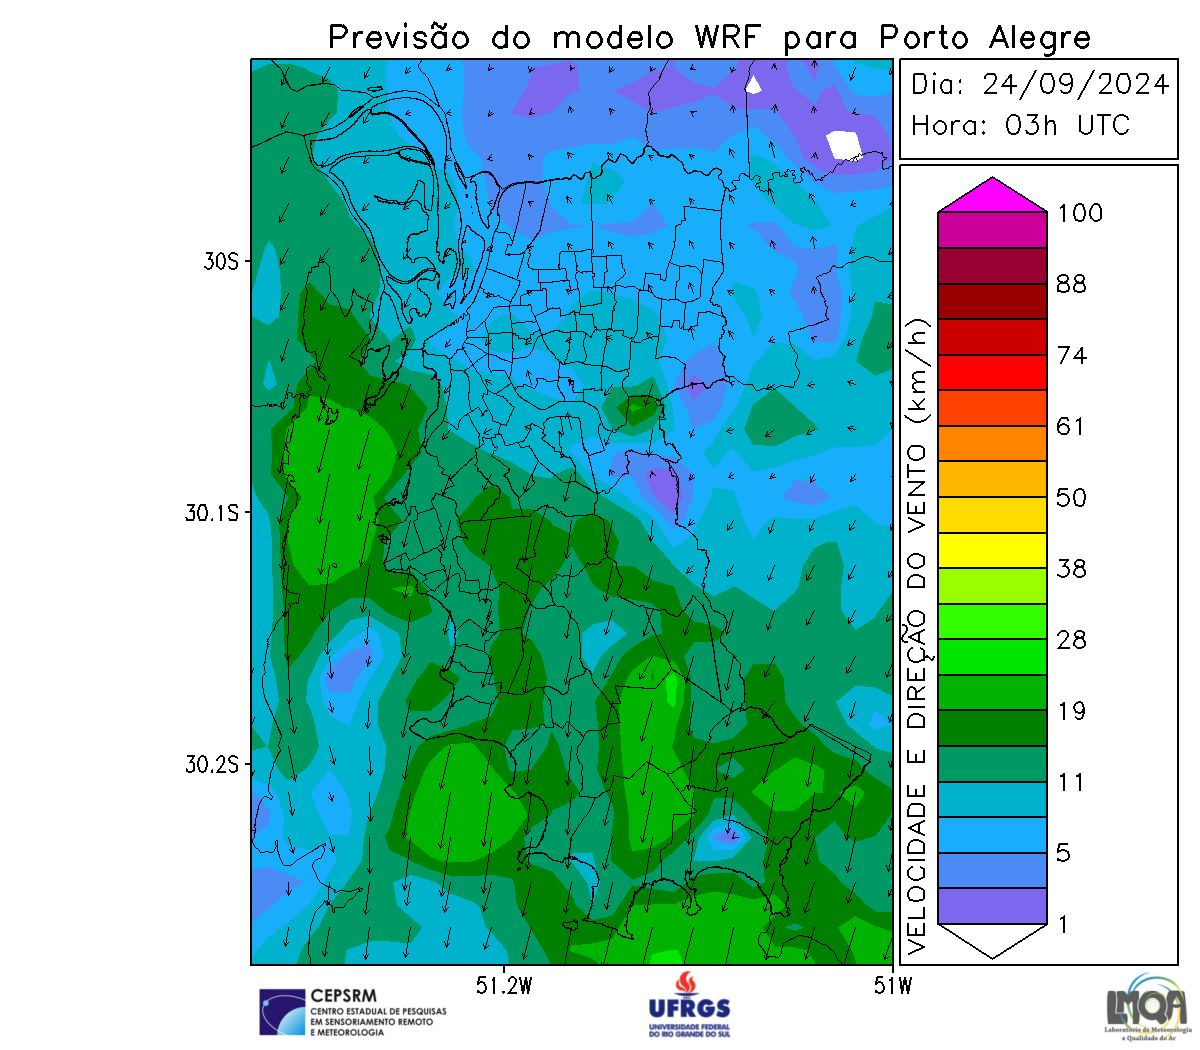 Previsão do modelo WRF para Porto Alegre
Dia: 24/09/2024
Hora: 03h UTC
100
88
74
61
50
38
28
19
11
5
1
VELOCIDADE E DIREÇÃO DO VENTO (km/h)
30S
30.1S
30.2S
51.2W
51W
CEPSRM
CENTRO ESTADUAL DE PESQUISAS
EM SENSORIAMENTO REMOTO
E METEOROLOGIA
UFRGS
UNIVERSIDADE FEDERAL
DO RIO GRANDE DO SUL
LMQA
Laboratório de Meteorologia
e Qualidade do Ar